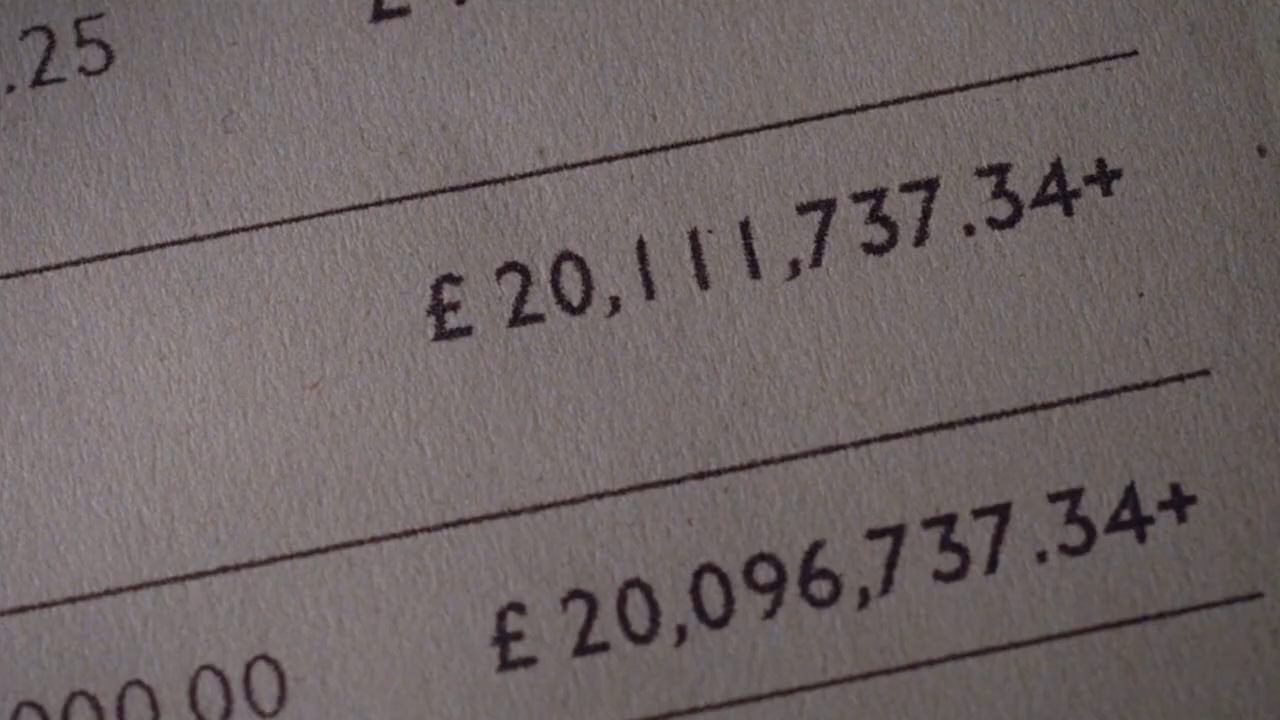 .25
£ 20,111,737.34+
£ 20,096,737.34+
000.00